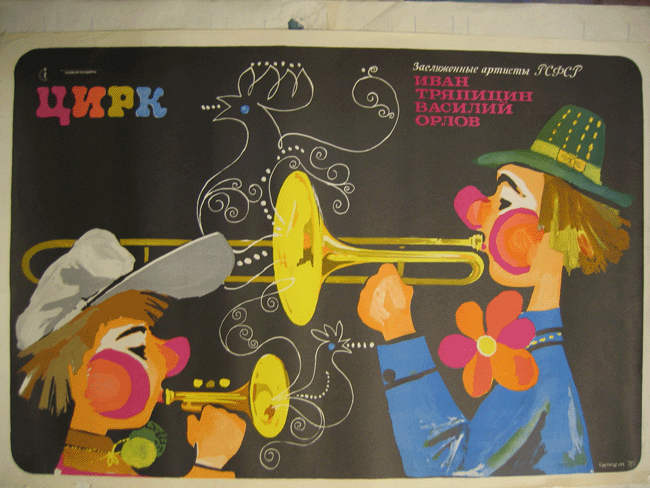 ЦИРК
Заслуженные артисты РСФСР
ИВАН
ТРЯПИЦИН
ВАСИЛИЙ
ОРЛОВ